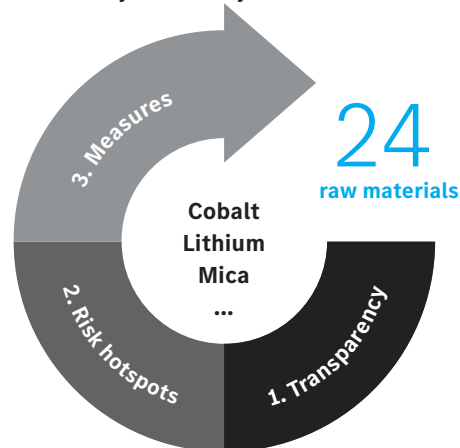 3. Measures
24
raw materials
Cobalt
Lithium
Mica
...
2. Risk hotspots
1. Transparency